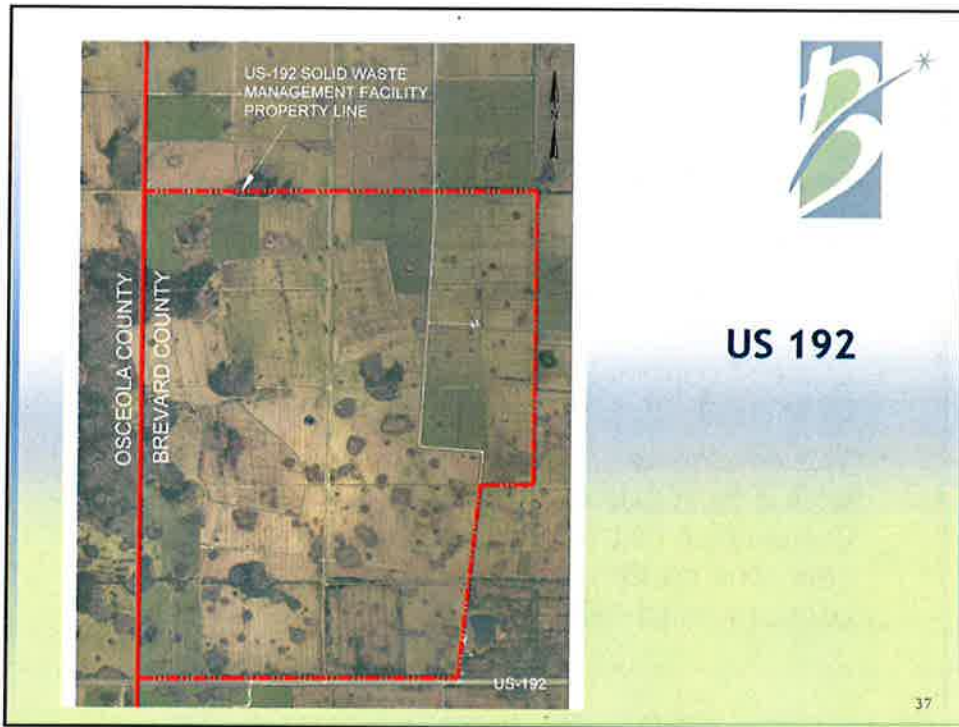 US-192 SOLID WASTE
MANAGEMENT FACILITY
PROPERTY LINE
N
OSCEOLA COUNTY
BREVARD COUNTY
US 192
US-192
37